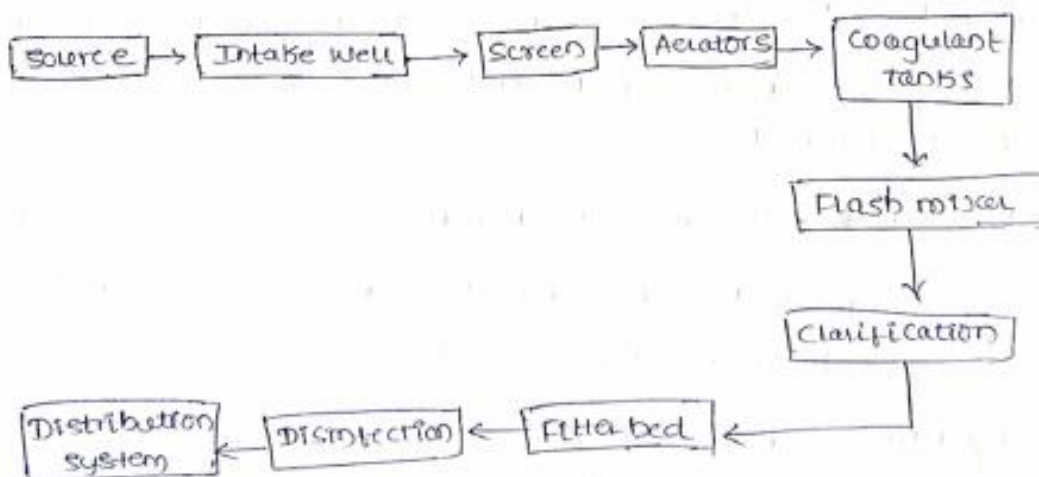 Source
Intake well
Screen
Aerators
Coagulant
tanks
Flash mixer
Clarification
Filter bed
Disinfection
Distribution
system